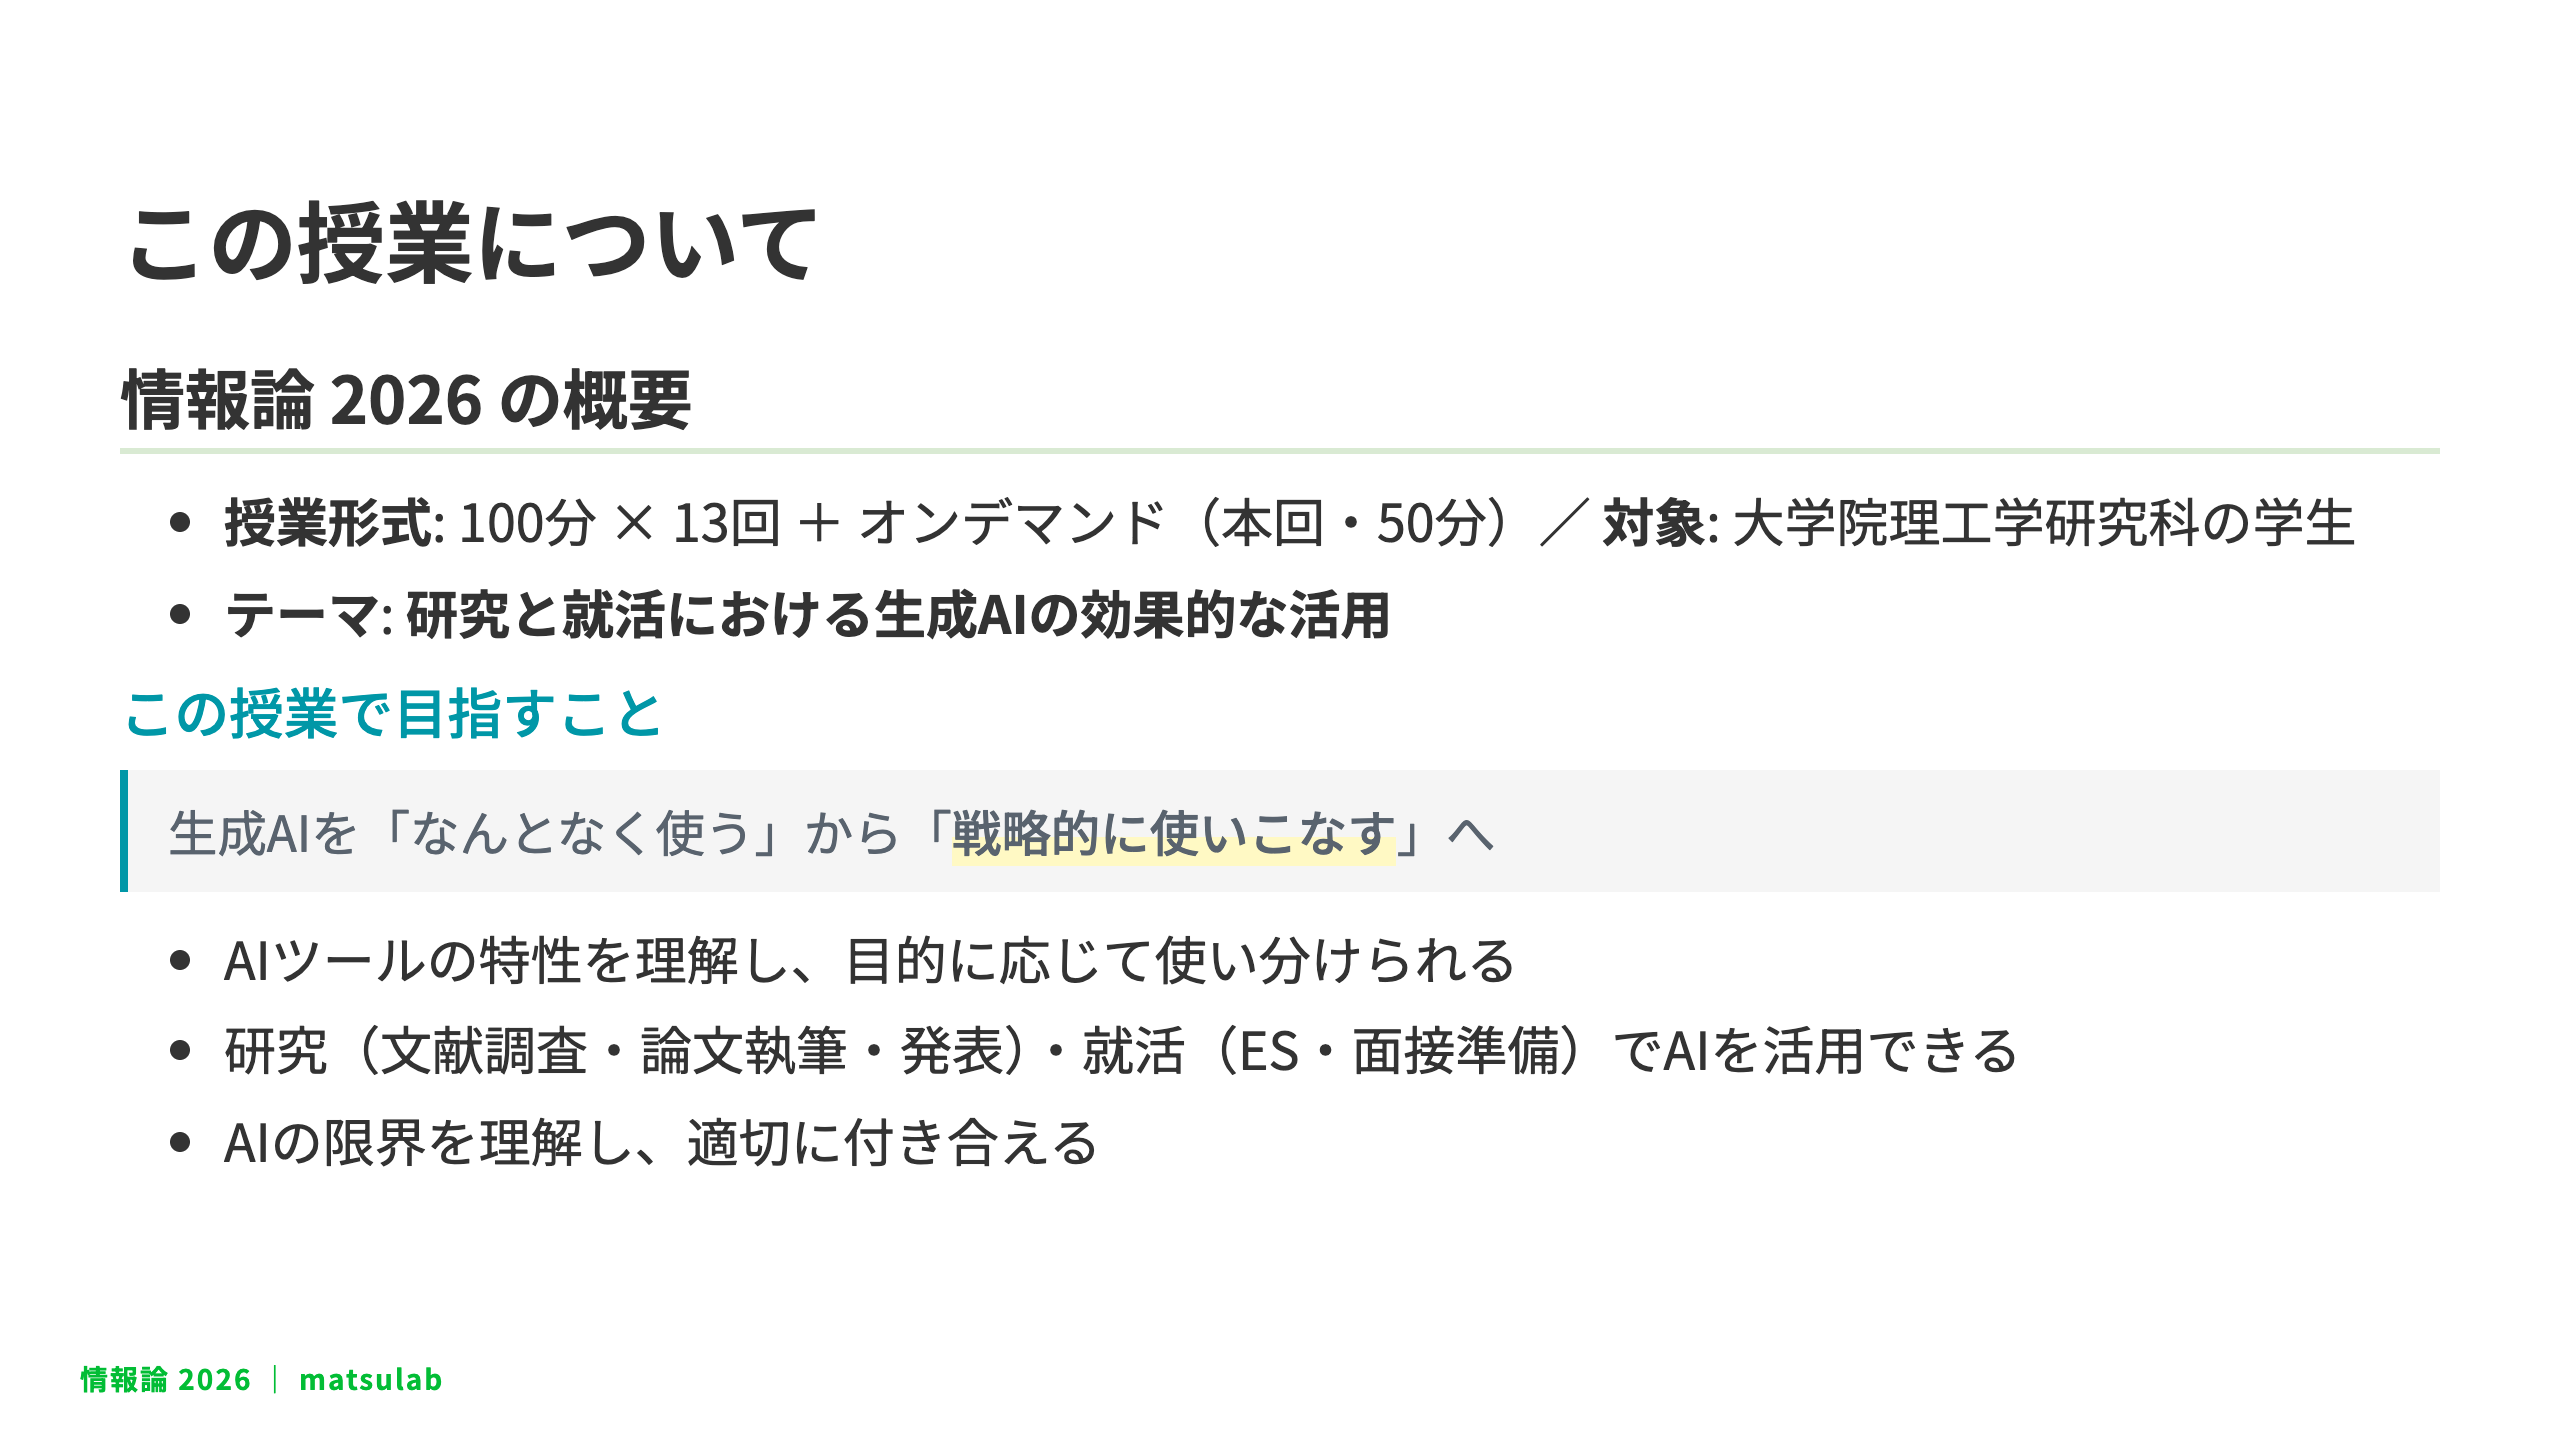 この授業について
情報論 2026 の概要
授業形式: 100分 × 13回 ＋ オンデマンド（本回・50分）／ 対象: 大学院理工学研究科の学生
テーマ: 研究と就活における生成AIの効果的な活用
この授業で目指すこと
生成AIを「なんとなく使う」から「戦略的に使いこなす」へ
AIツールの特性を理解し、目的に応じて使い分けられる
研究（文献調査・論文執筆・発表）・就活（ES・面接準備）でAIを活用できる
AIの限界を理解し、適切に付き合える
情報論 2026 ｜ matsulab